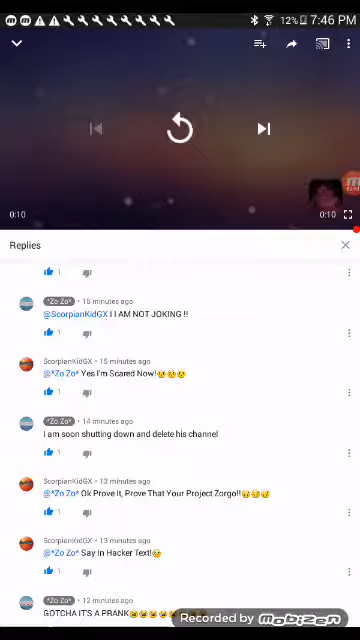 12% 7:46 PM
0:10 0:10
Replies
1
*Zo Zo* • 15 minutes ago
@ScorpianKidGX I I AM NOT JOKING !!
1
ScorpianKidGX • 15 minutes ago
@*Zo Zo* Yes I'm Scared Now!😟😟😟
1
*Zo Zo* • 14 minutes ago
I am soon shutting down and delete his channel
1
ScorpianKidGX • 13 minutes ago
@*Zo Zo* Ok Prove it, Prove That Your Project Zorgo!!
1
ScorpianKidGX • 13 minutes ago
@*Zo Zo* Say In Hacker Text!
1
*Zo Zo* • 12 minutes ago
GOTCHA IT'S A PRANK
Recorded by mobizen